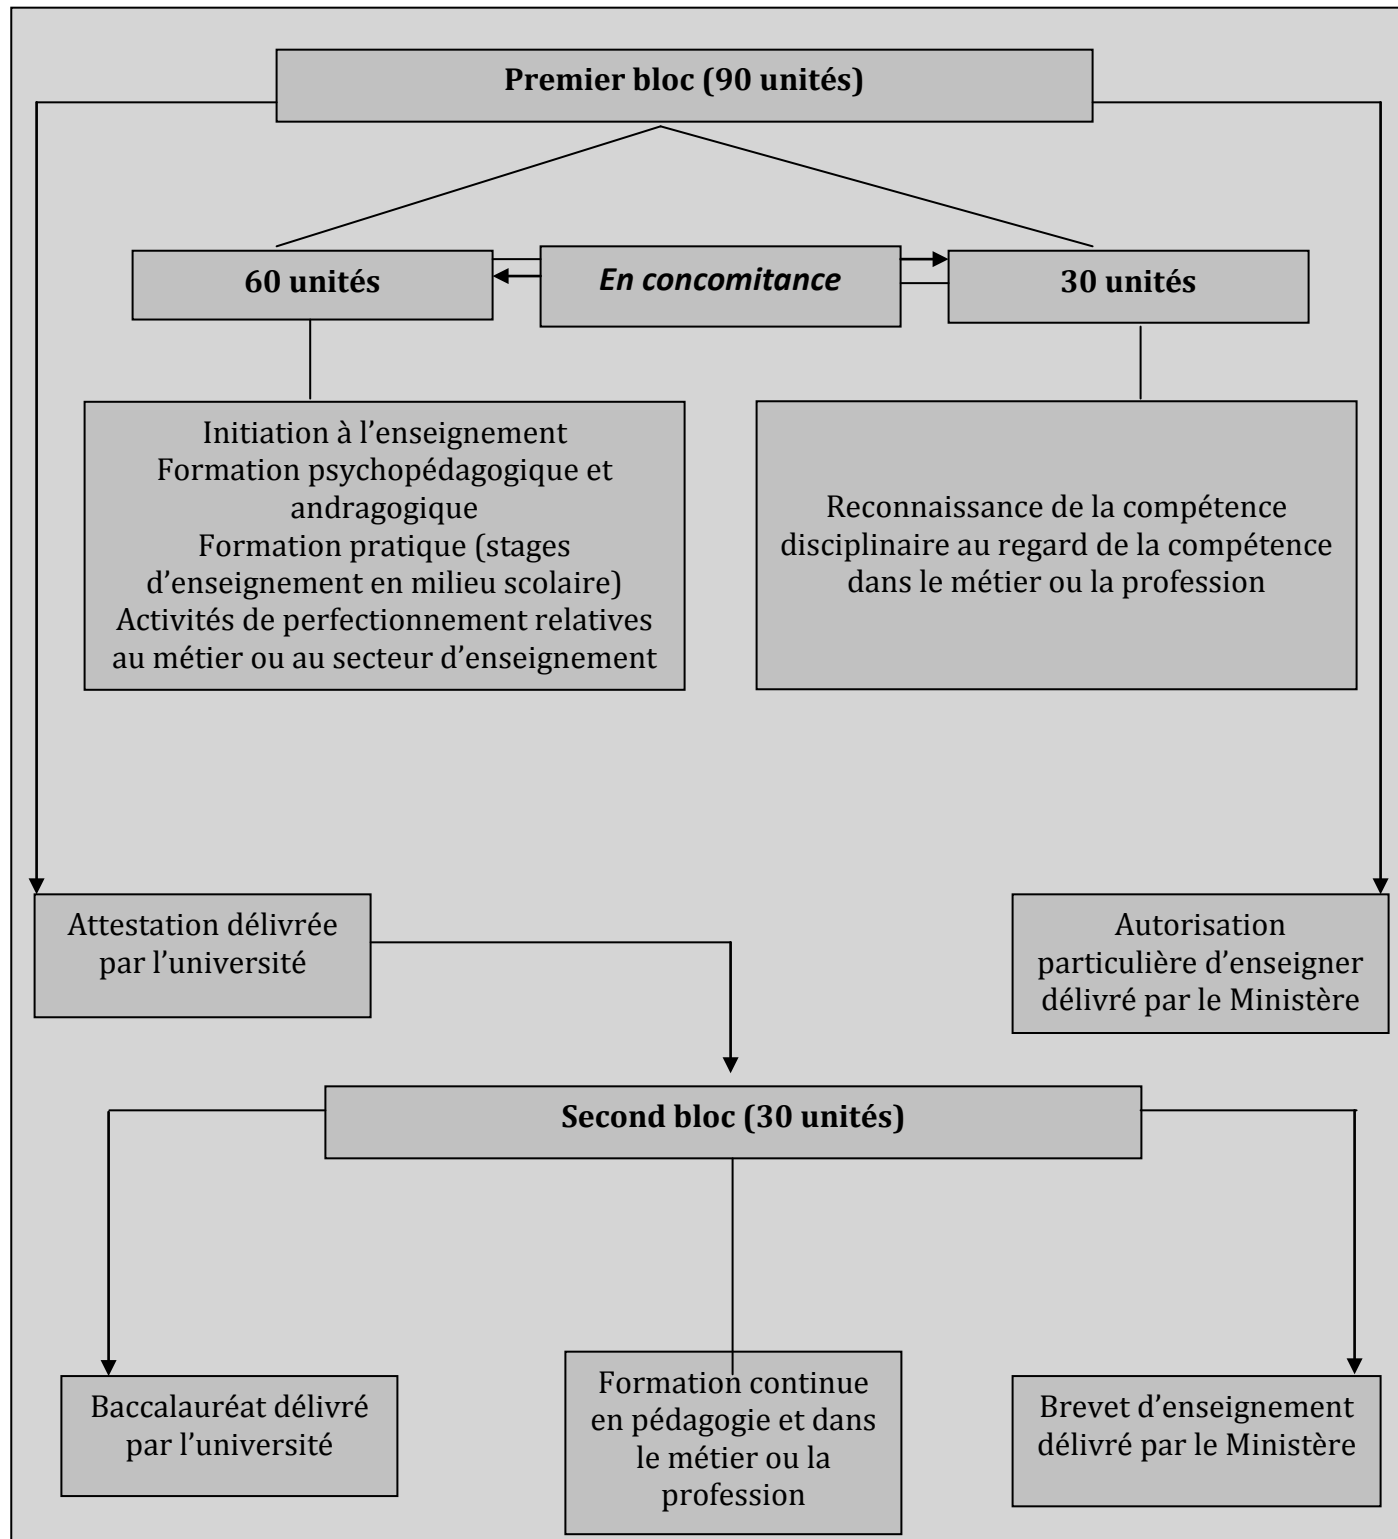 Premier bloc (90 unités)
60 unités
En concomitance
30 unités
Initiation à l’enseignement
Formation psychopédagogique et
andragogique
Formation pratique (stages
d’enseignement en milieu scolaire)
Activités de perfectionnement relatives
au métier ou au secteur d’enseignement
Reconnaissance de la compétence
disciplinaire au regard de la compétence
dans le métier ou la profession
Attestation délivrée
par l’université
Autorisation
particulière d’enseigner
délivré par le Ministère
Second bloc (30 unités)
Baccalauréat délivré
par l’université
Formation continue
en pédagogie et dans
le métier ou la
profession
Brevet d’enseignement
délivré par le Ministère